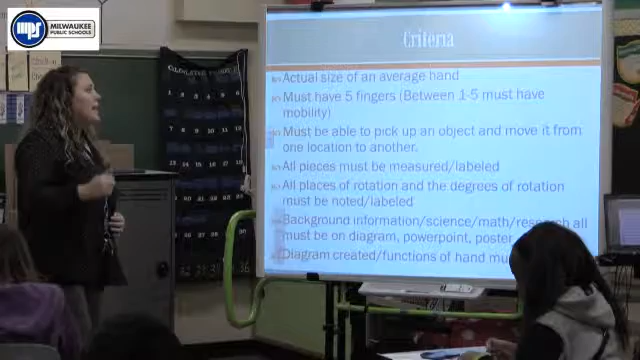 mps
MILWAUKEE
PUBLIC SCHOOLS
Criteria
Actual size of an average hand
Must have 5 fingers (Between 1-5 must have
mobility)
Must be able to pick up an object and move it from
one location to another.
All pieces must be measured/labeled
All places of rotation and the degrees of rotation
must be noted/labeled
Background information/science/math/research all
must be on diagram, powerpoint, poster
Diagram created/functions of hand